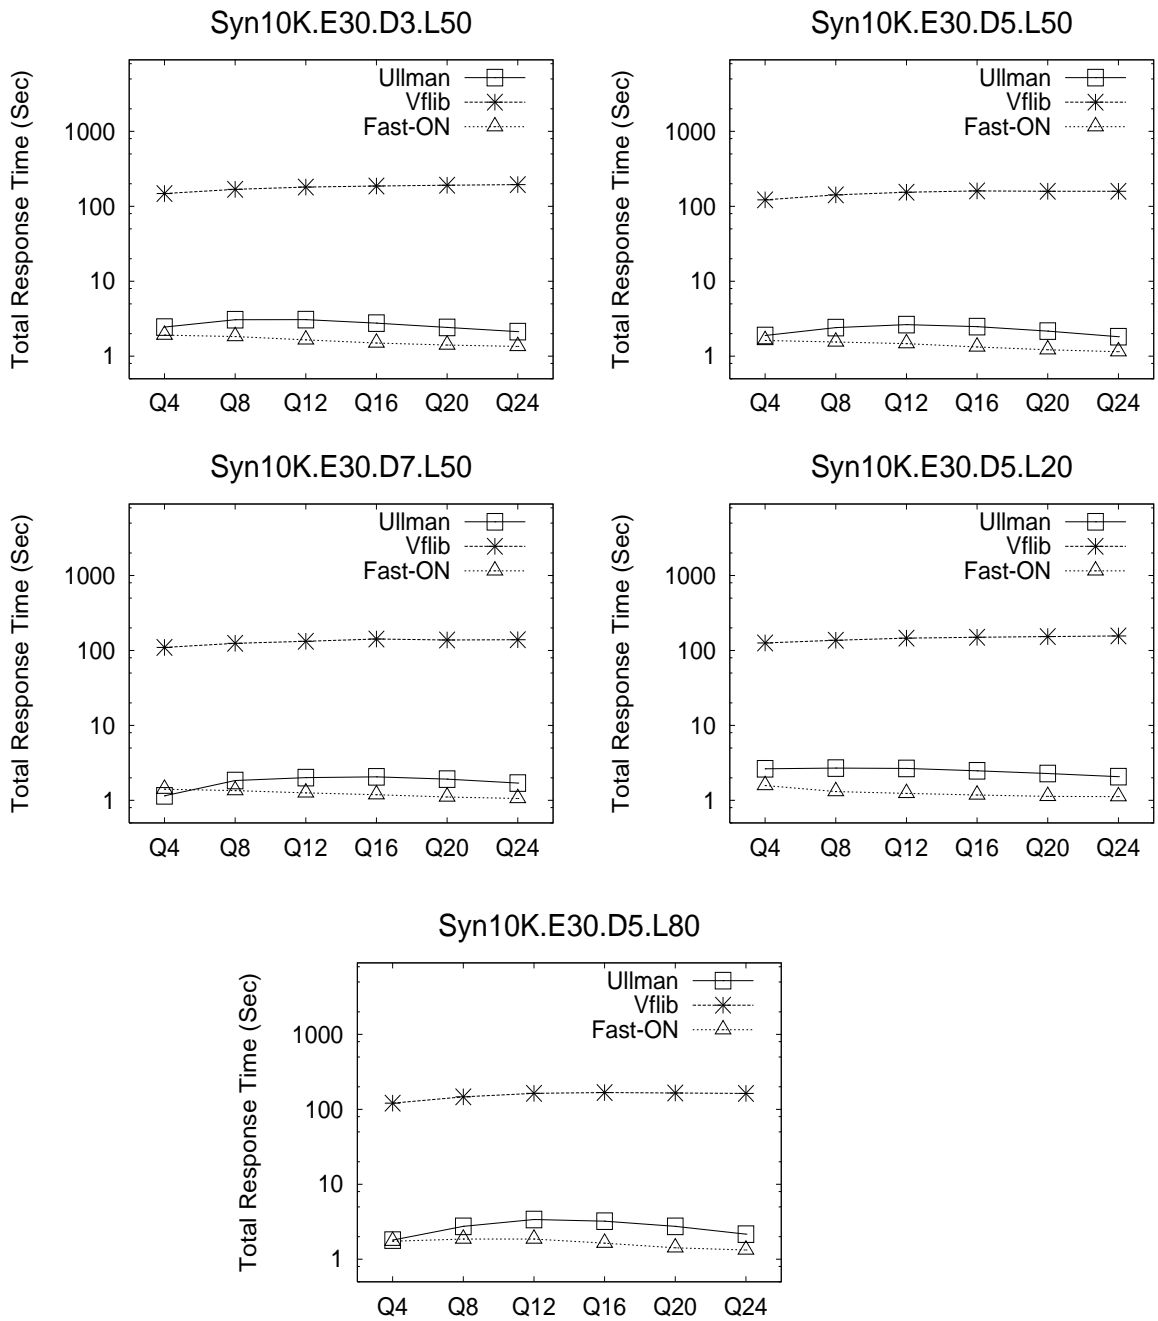 Syn10K.E30.D3.L50
Total Response Time (Sec)
Ullman
Vflib
Fast-ON
1000
100
10
1
Q4 Q8 Q12 Q16 Q20 Q24
Syn10K.E30.D5.L50
Total Response Time (Sec)
Ullman
Vflib
Fast-ON
1000
100
10
1
Q4 Q8 Q12 Q16 Q20 Q24
Syn10K.E30.D7.L50
Total Response Time (Sec)
Ullman
Vflib
Fast-ON
1000
100
10
1
Q4 Q8 Q12 Q16 Q20 Q24
Syn10K.E30.D5.L20
Total Response Time (Sec)
Ullman
Vflib
Fast-ON
1000
100
10
1
Q4 Q8 Q12 Q16 Q20 Q24
Syn10K.E30.D5.L80
Total Response Time (Sec)
Ullman
Vflib
Fast-ON
1000
100
10
1
Q4 Q8 Q12 Q16 Q20 Q24